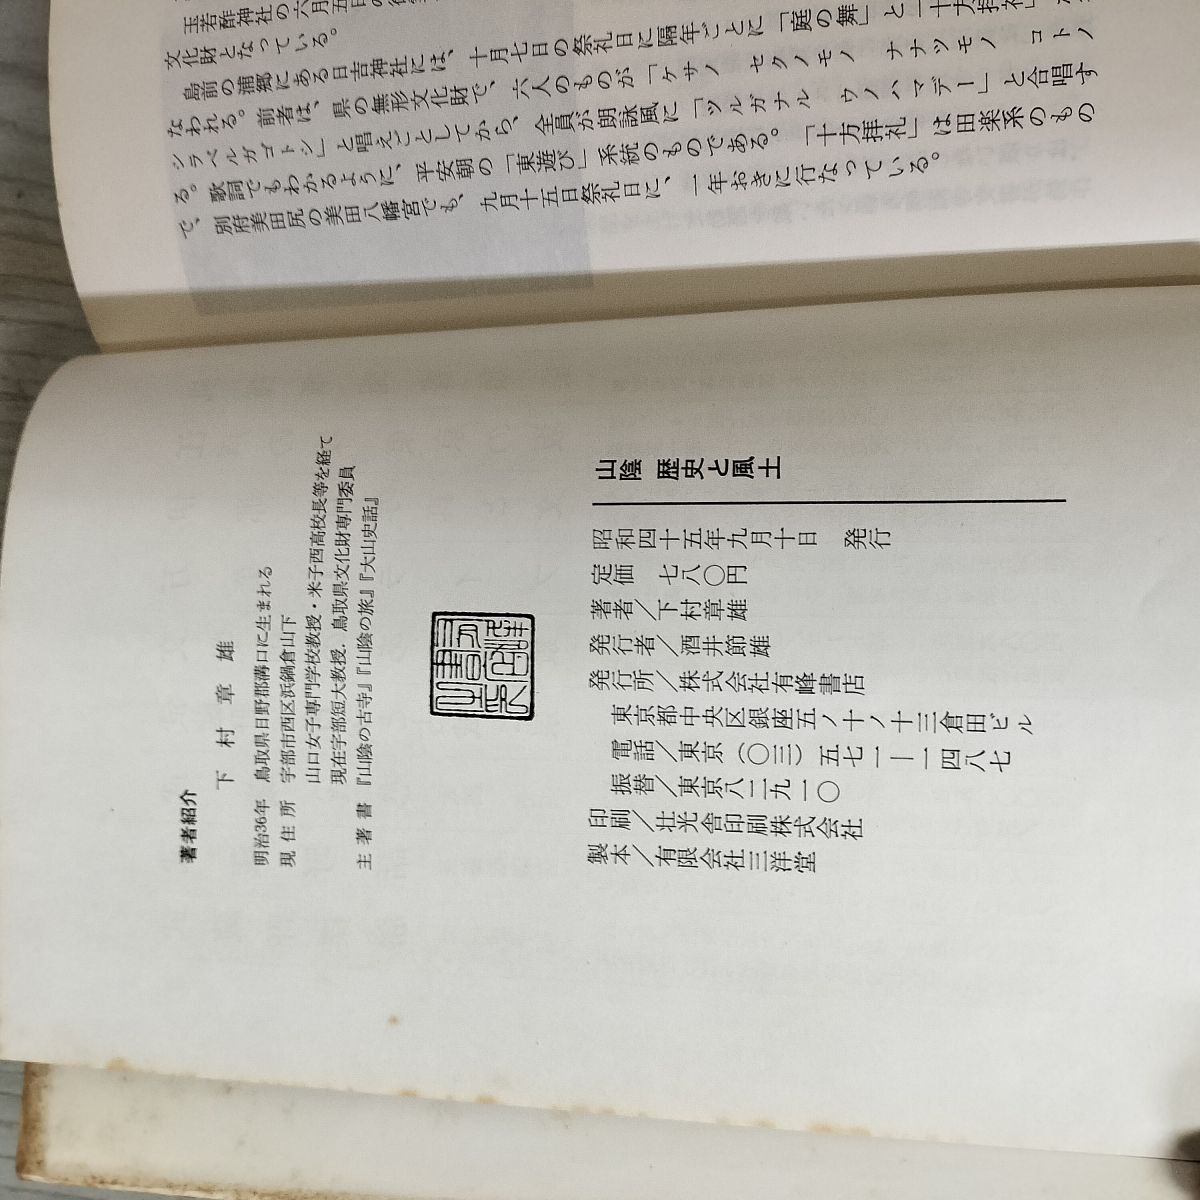 玉若酢神社の六月五日の
文化財となっている。
島前の浦郷にある日吉神社には、十月七日の祭礼日に隔年ごとに「庭の舞」と「十方拝礼」
なわれる。前者は、県の無形文化財で、六人のものが「ケサノ　セクノモノ　ナナツモノ　コトノ
シラベルガゴトシ」と唱えごとしてから、全員が朗詠風に「ツルガナル　ウノハマデー」と合唱す
る。歌詞でもわかるように、平安朝の「東遊び」系統のものである。「十方拝礼」は田楽系のもの
で、別府美田尻の美田八幡宮でも、九月十五日祭礼日に、一年おきに行なっている。
山陰 歴史と風土
昭和四十五年九月十日　発行
定価　七八〇円
著者／下村章雄
発行者／酒井節雄
発行所／株式会社有峰書店
東京都中央区銀座五ノ十ノ十三倉田ビル
電話／東京（〇三）五七一―一四八七
振替／東京八二九一〇
印刷／壮光舎印刷株式会社
製本／有限会社三洋堂
著者紹介
下村章雄
明治36年　鳥取県日野郡溝口に生まれる
現住所　宇部市西区浜鍋倉山下
山口女子専門学校教授・米子西高校長等を経て
現在宇部短大教授、鳥取県文化財専門委員
主著書　『山陰の古寺』『山陰の旅』『大山史話』